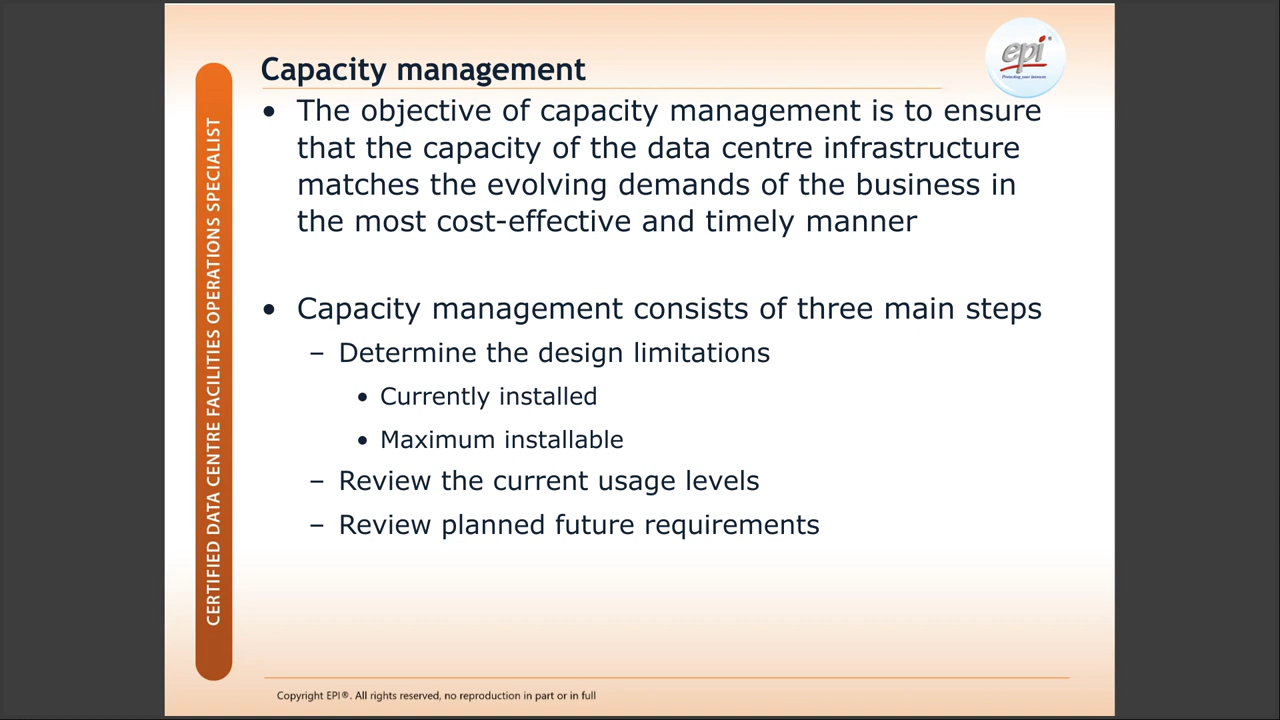 Capacity management
epi®
Protecting your interests
• The objective of capacity management is to ensure
that the capacity of the data centre infrastructure
matches the evolving demands of the business in
the most cost-effective and timely manner
• Capacity management consists of three main steps
– Determine the design limitations
• Currently installed
• Maximum installable
– Review the current usage levels
– Review planned future requirements
CERTIFIED DATA CENTRE FACILITIES OPERATIONS SPECIALIST
Copyright EPI®. All rights reserved, no reproduction in part or in full